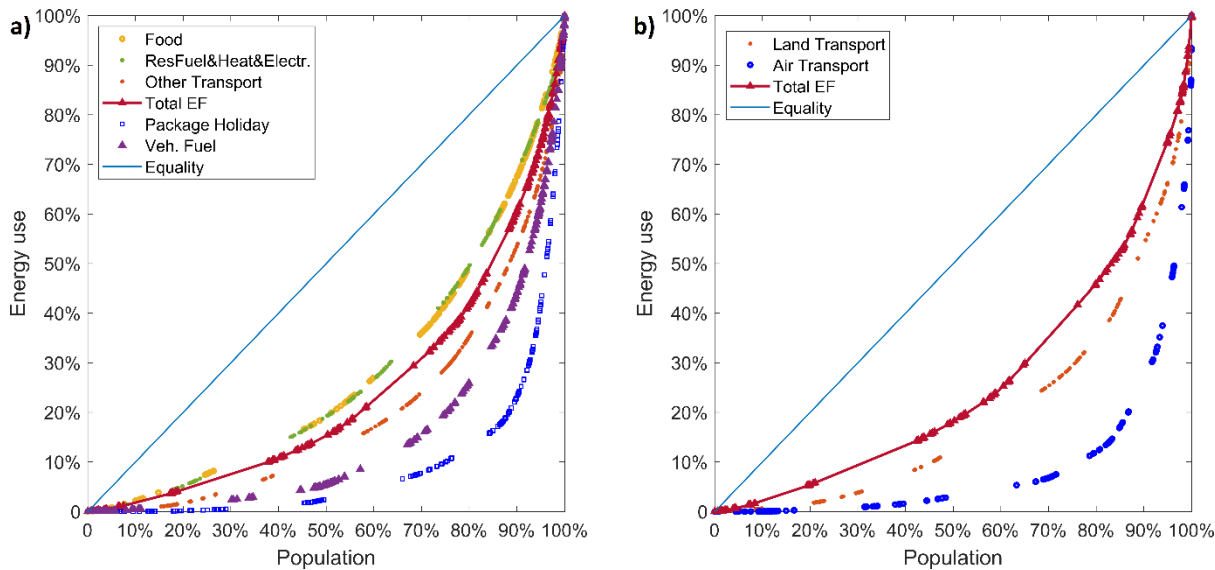 a)
100%
90%
80%
70%
60%
50%
40%
30%
20%
10%
0
Energy use
Food
ResFuel&Heat&Electr.
Other Transport
Total EF
Package Holiday
Veh. Fuel
Equality
0 10% 20% 30% 40% 50% 60% 70% 80% 90% 100%
Population
b)
100%
90%
80%
70%
60%
50%
40%
30%
20%
10%
0
Energy use
Land Transport
Air Transport
Total EF
Equality
0 10% 20% 30% 40% 50% 60% 70% 80% 90% 100%
Population